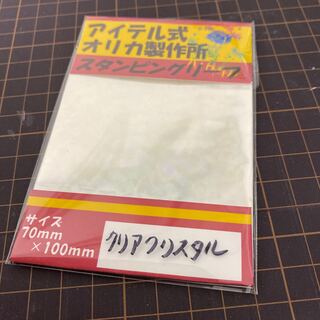 アイテル式
オリカ製作所
スタンピングリーフ
サイズ
70mm
×100mm
クリアクリスタル